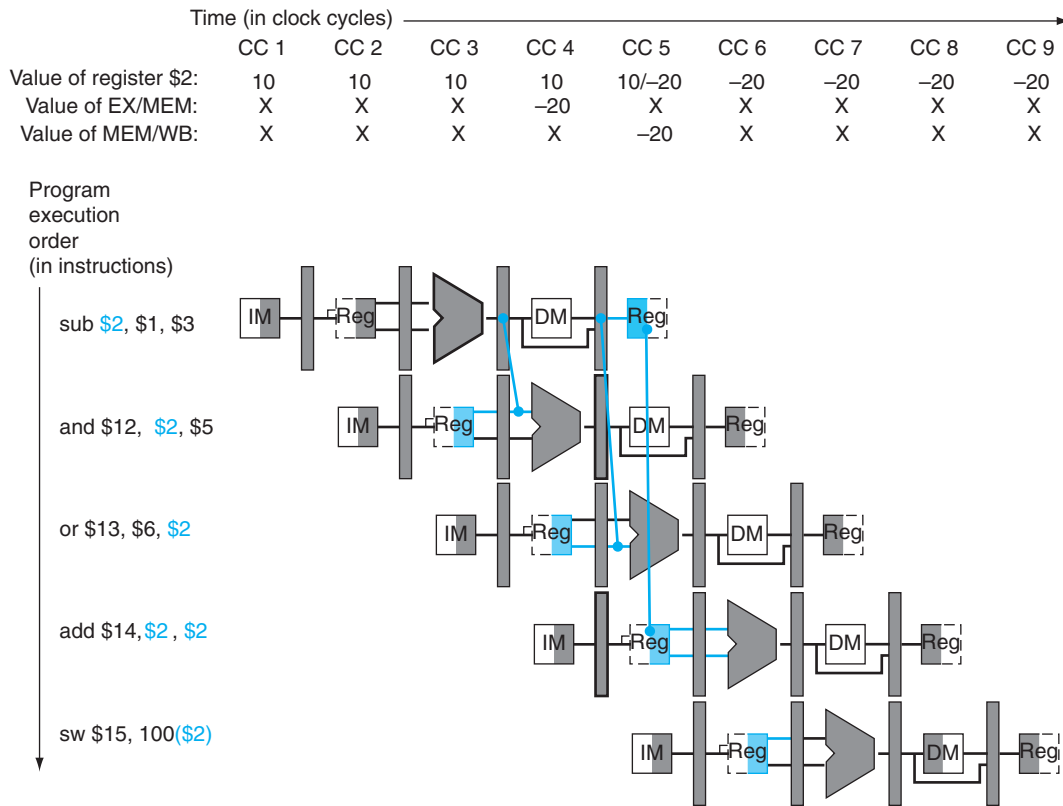 Time (in clock cycles)
CC 1 CC 2 CC 3 CC 4 CC 5 CC 6 CC 7 CC 8 CC 9
Value of register $2: 10 10 10 10 10/–20 –20 –20 –20 –20
Value of EX/MEM: X X X –20 X X X X X
Value of MEM/WB: X X X X –20 X X X X
Program
execution
order
(in instructions)
sub $2, $1, $3 IM Reg DM Reg
and $12, $2, $5 IM Reg DM Reg
or $13, $6, $2 IM Reg DM Reg
add $14,$2 , $2 IM Reg DM Reg
sw $15, 100($2) IM Reg DM Reg